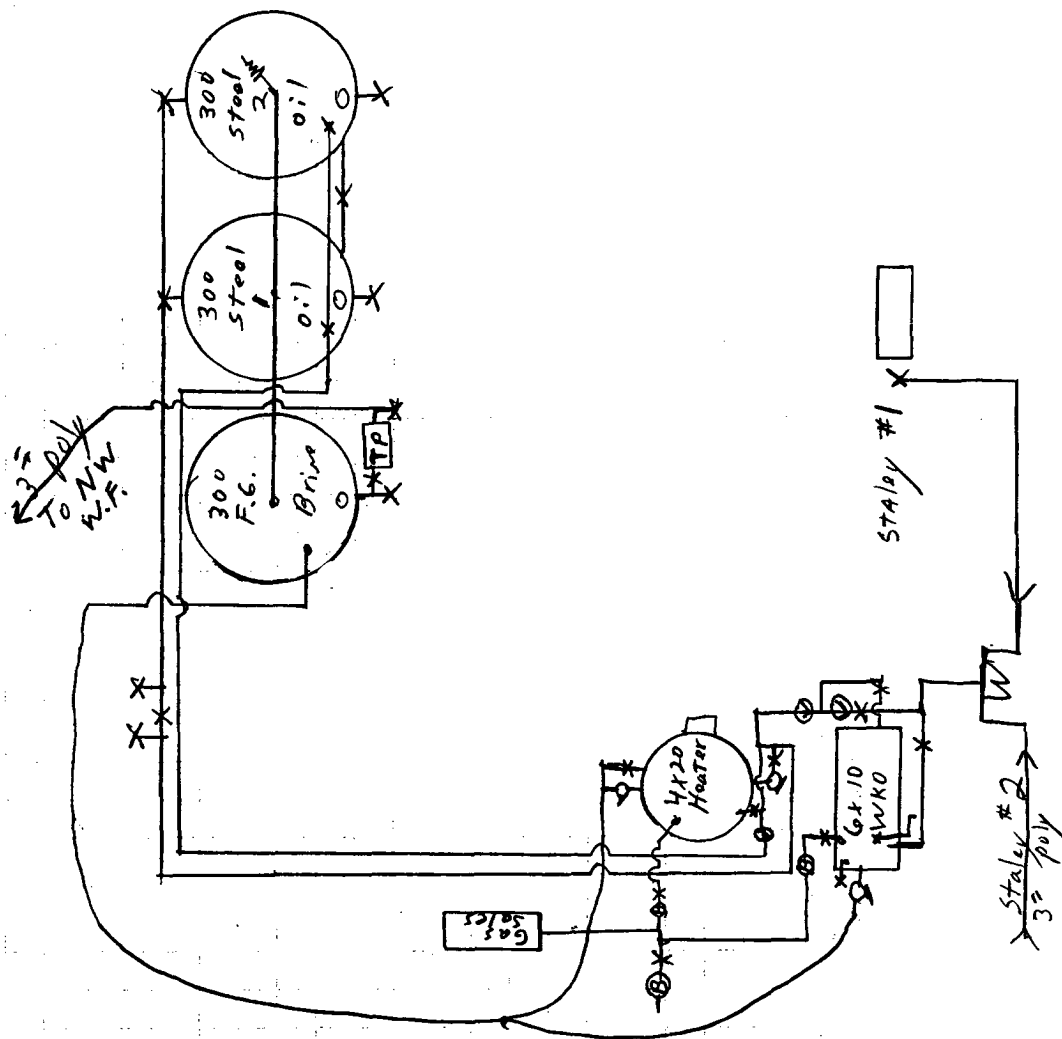 300
steel
2
oil
300
steel
1
oil
300
F.G.
Brine
TP
3" poly
TO NW
W.F.
STAley #1
4x20
Heater
6x10
WKO
Gas
Sales
B
W
Staley #2
3" poly